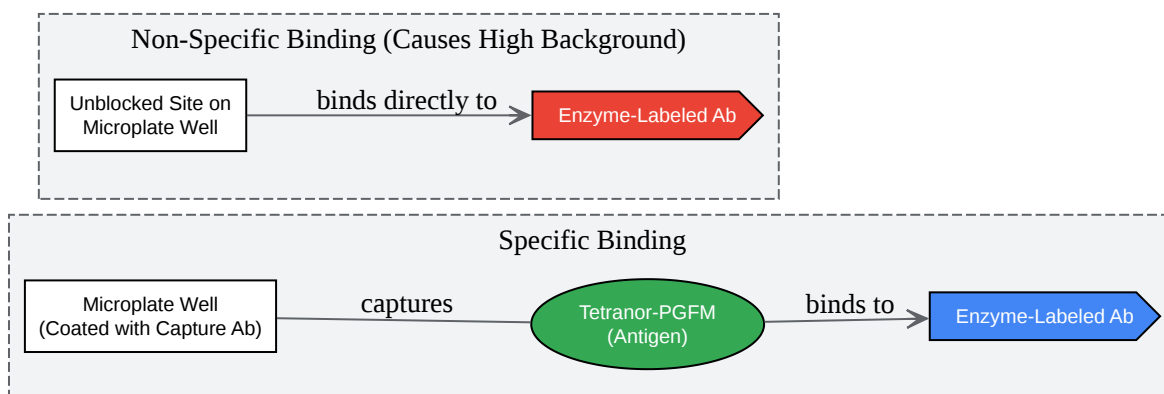 Non-Specific Binding (Causes High Background)
Unblocked Site on
Microplate Well
binds directly to
Enzyme-Labeled Ab
Specific Binding
Microplate Well
(Coated with Capture Ab)
captures
Tetranor-PGFM
(Antigen)
binds to
Enzyme-Labeled Ab